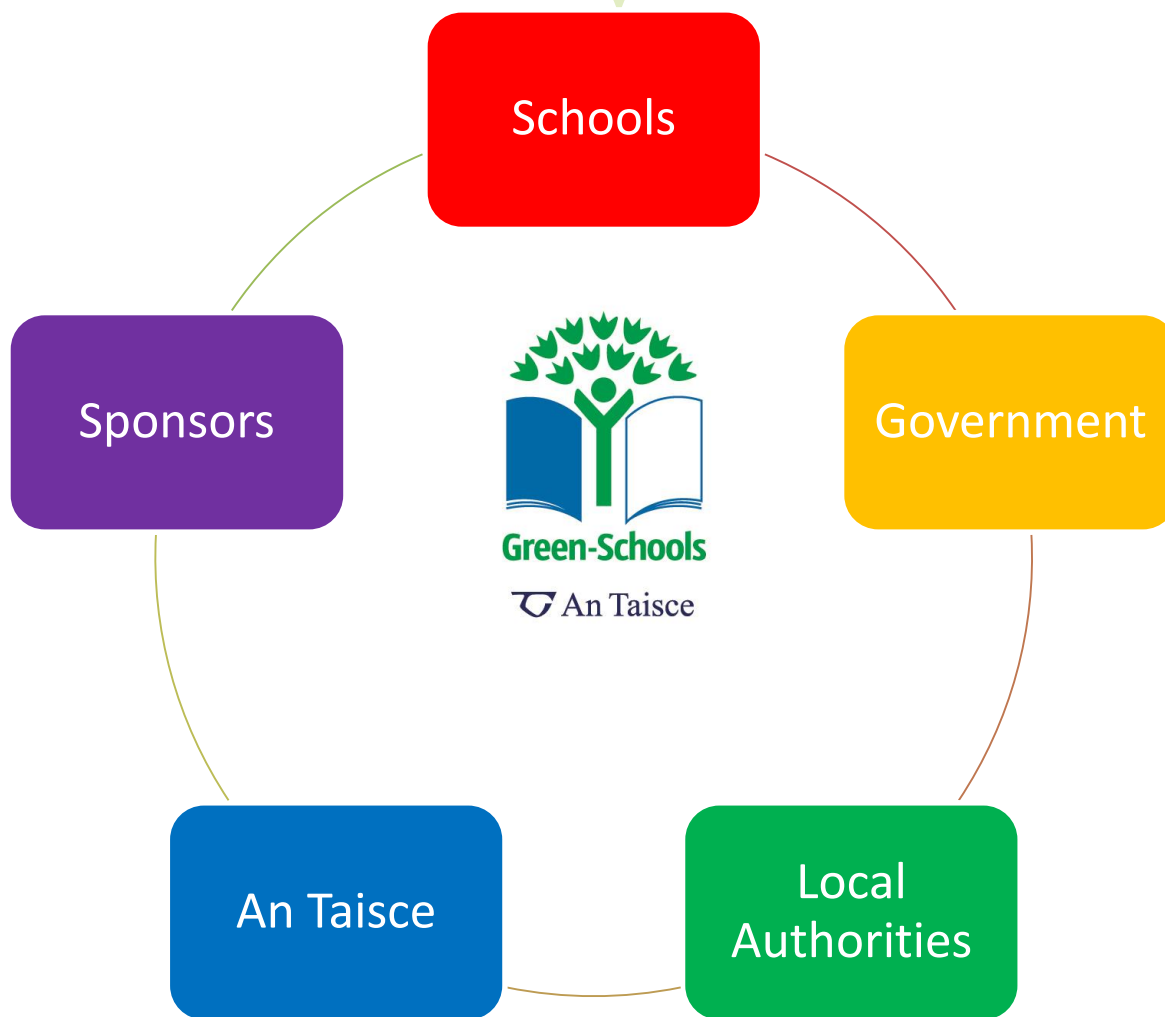 Schools
Sponsors
Government
Green-Schools
An Taisce
An Taisce
Local
Authorities